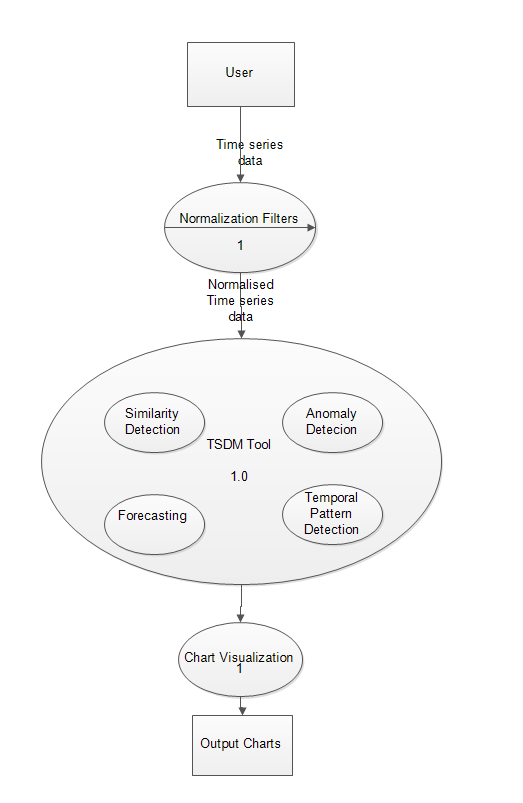 User
Time series
data
Normalization Filters
1
Normalised
Time series
data
Similarity
Detection
Anomaly
Detecion
TSDM Tool
1.0
Forecasting
Temporal
Pattern
Detection
Chart Visualization
1
Output Charts